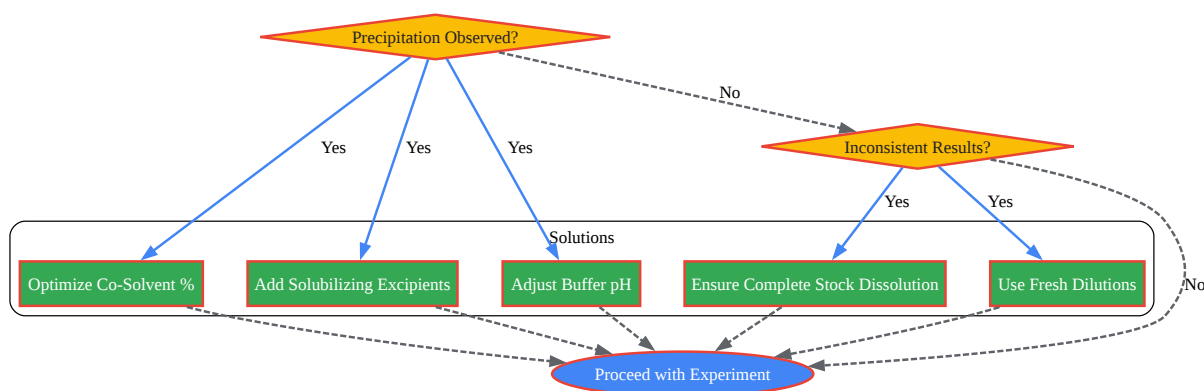 Precipitation Observed?
No
Inconsistent Results?
Yes
Yes
Yes
Yes
Yes
Solutions
Optimize Co-Solvent %
Add Solubilizing Excipients
Adjust Buffer pH
Ensure Complete Stock Dissolution
Use Fresh Dilutions
No
Proceed with Experiment